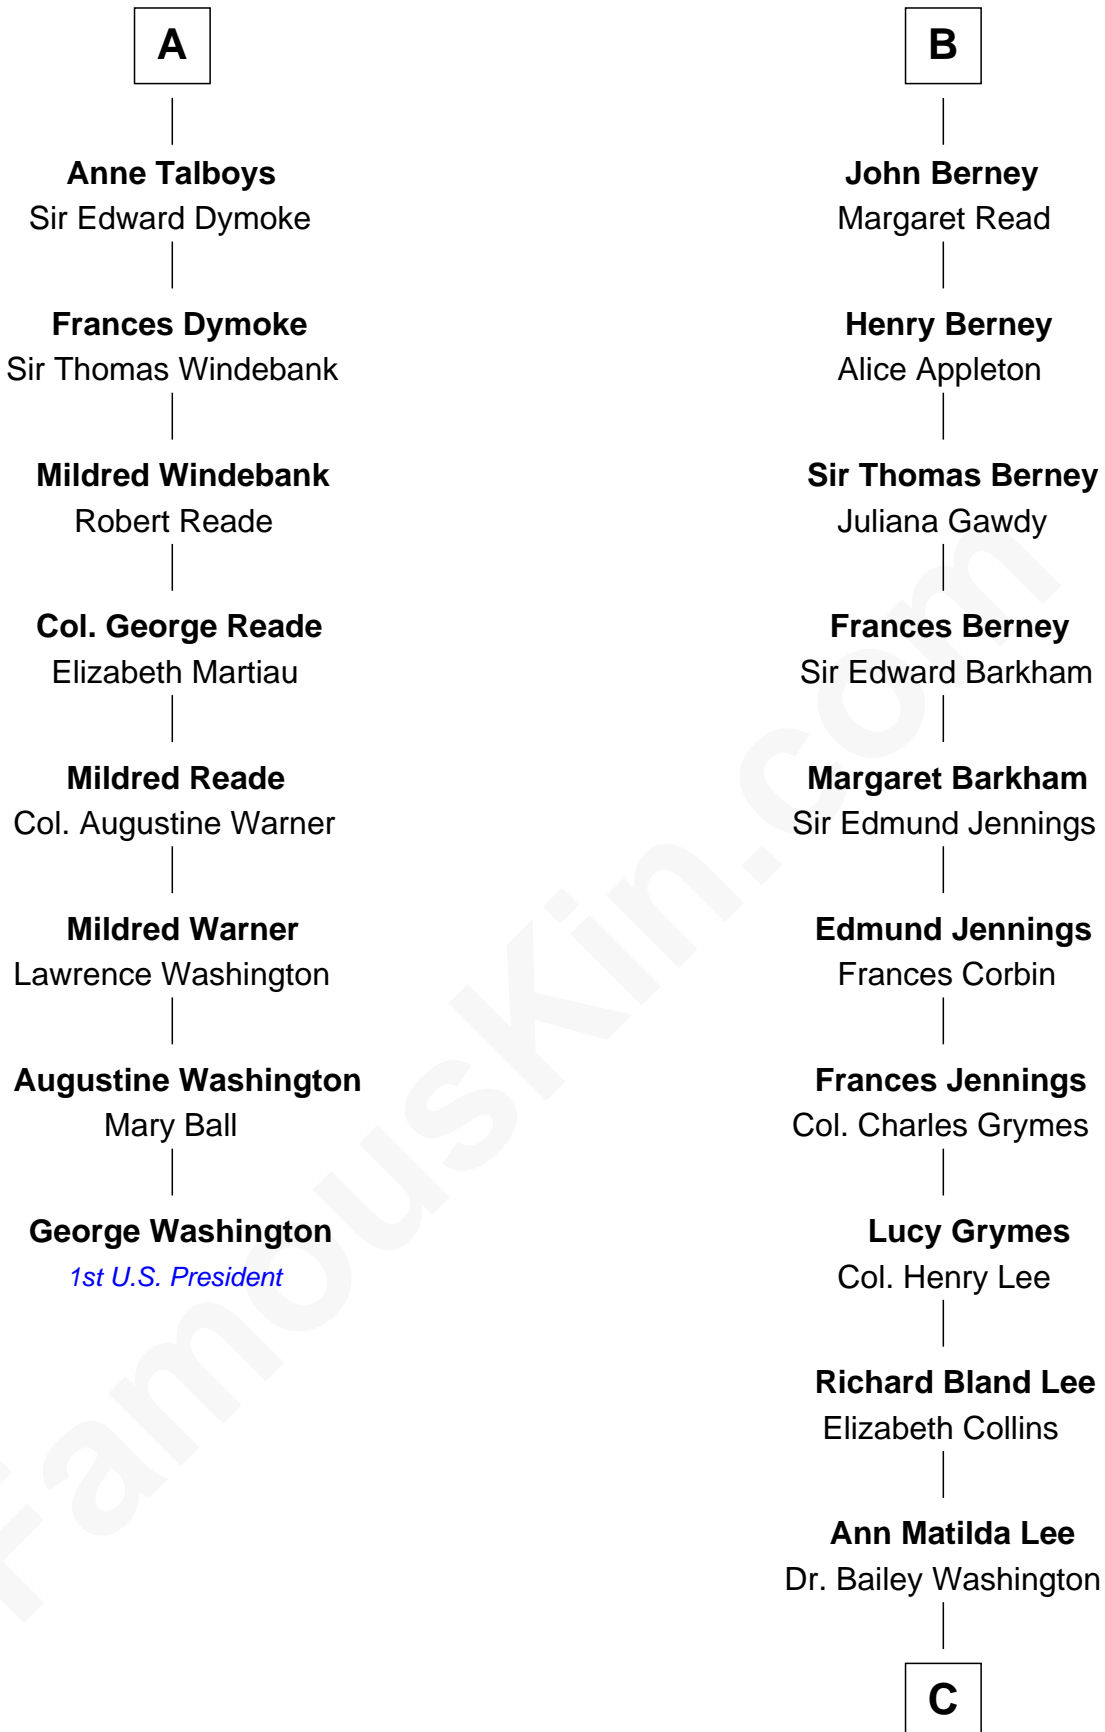 A
Anne Talboys
Sir Edward Dymoke
Frances Dymoke
Sir Thomas Windebank
Mildred Windebank
Robert Reade
Col. George Reade
Elizabeth Martiau
Mildred Reade
Col. Augustine Warner
Mildred Warner
Lawrence Washington
Augustine Washington
Mary Ball
George Washington
1st U.S. President
B
John Berney
Margaret Read
Henry Berney
Alice Appleton
Sir Thomas Berney
Juliana Gawdy
Frances Berney
Sir Edward Barkham
Margaret Barkham
Sir Edmund Jennings
Edmund Jennings
Frances Corbin
Frances Jennings
Col. Charles Grymes
Lucy Grymes
Col. Henry Lee
Richard Bland Lee
Elizabeth Collins
Ann Matilda Lee
Dr. Bailey Washington
C
FamousKin.com